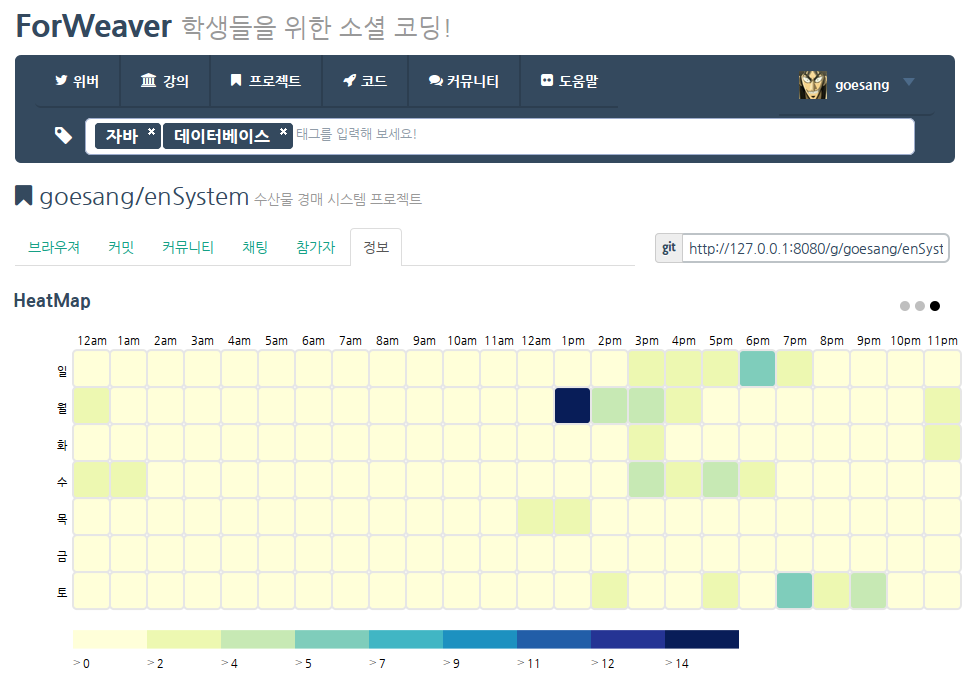 ForWeaver 학생들을 위한 소셜 코딩!
위버 강의 프로젝트 코드 커뮤니티 도움말 goesang
자바 × 데이터베이스 × 태그를 입력해 보세요!
goesang/enSystem 수산물 경매 시스템 프로젝트
브라우져 커밋 커뮤니티 채팅 참가자 정보 git http://127.0.0.1:8080/g/goesang/enSyst
HeatMap
12am 1am 2am 3am 4am 5am 6am 7am 8am 9am 10am 11am 12am 1pm 2pm 3pm 4pm 5pm 6pm 7pm 8pm 9pm 10pm 11pm
일
월
화
수
목
금
토
> 0 > 2 > 4 > 5 > 7 > 9 > 11 > 12 > 14